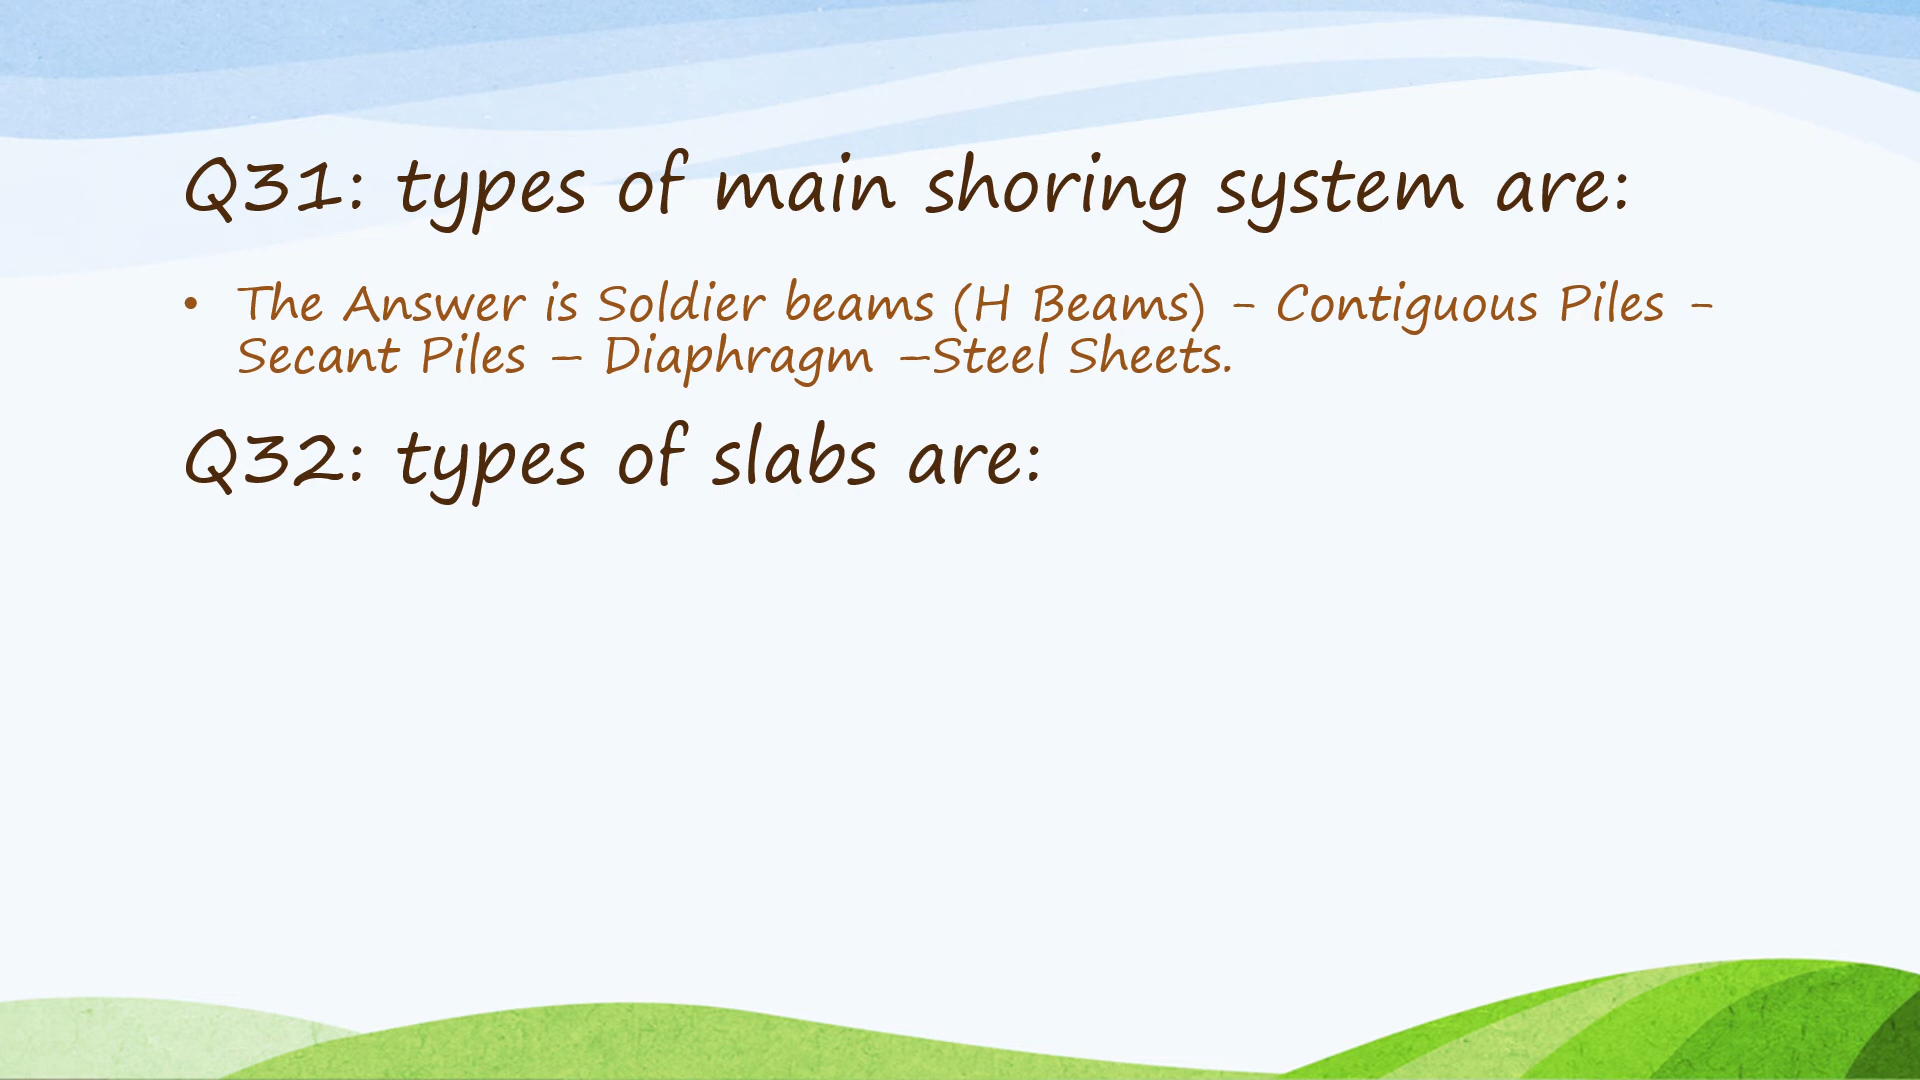 Q31: types of main shoring system are:
• The Answer is Soldier beams (H Beams) - Contiguous Piles -
Secant Piles – Diaphragm –Steel Sheets.
Q32: types of slabs are: